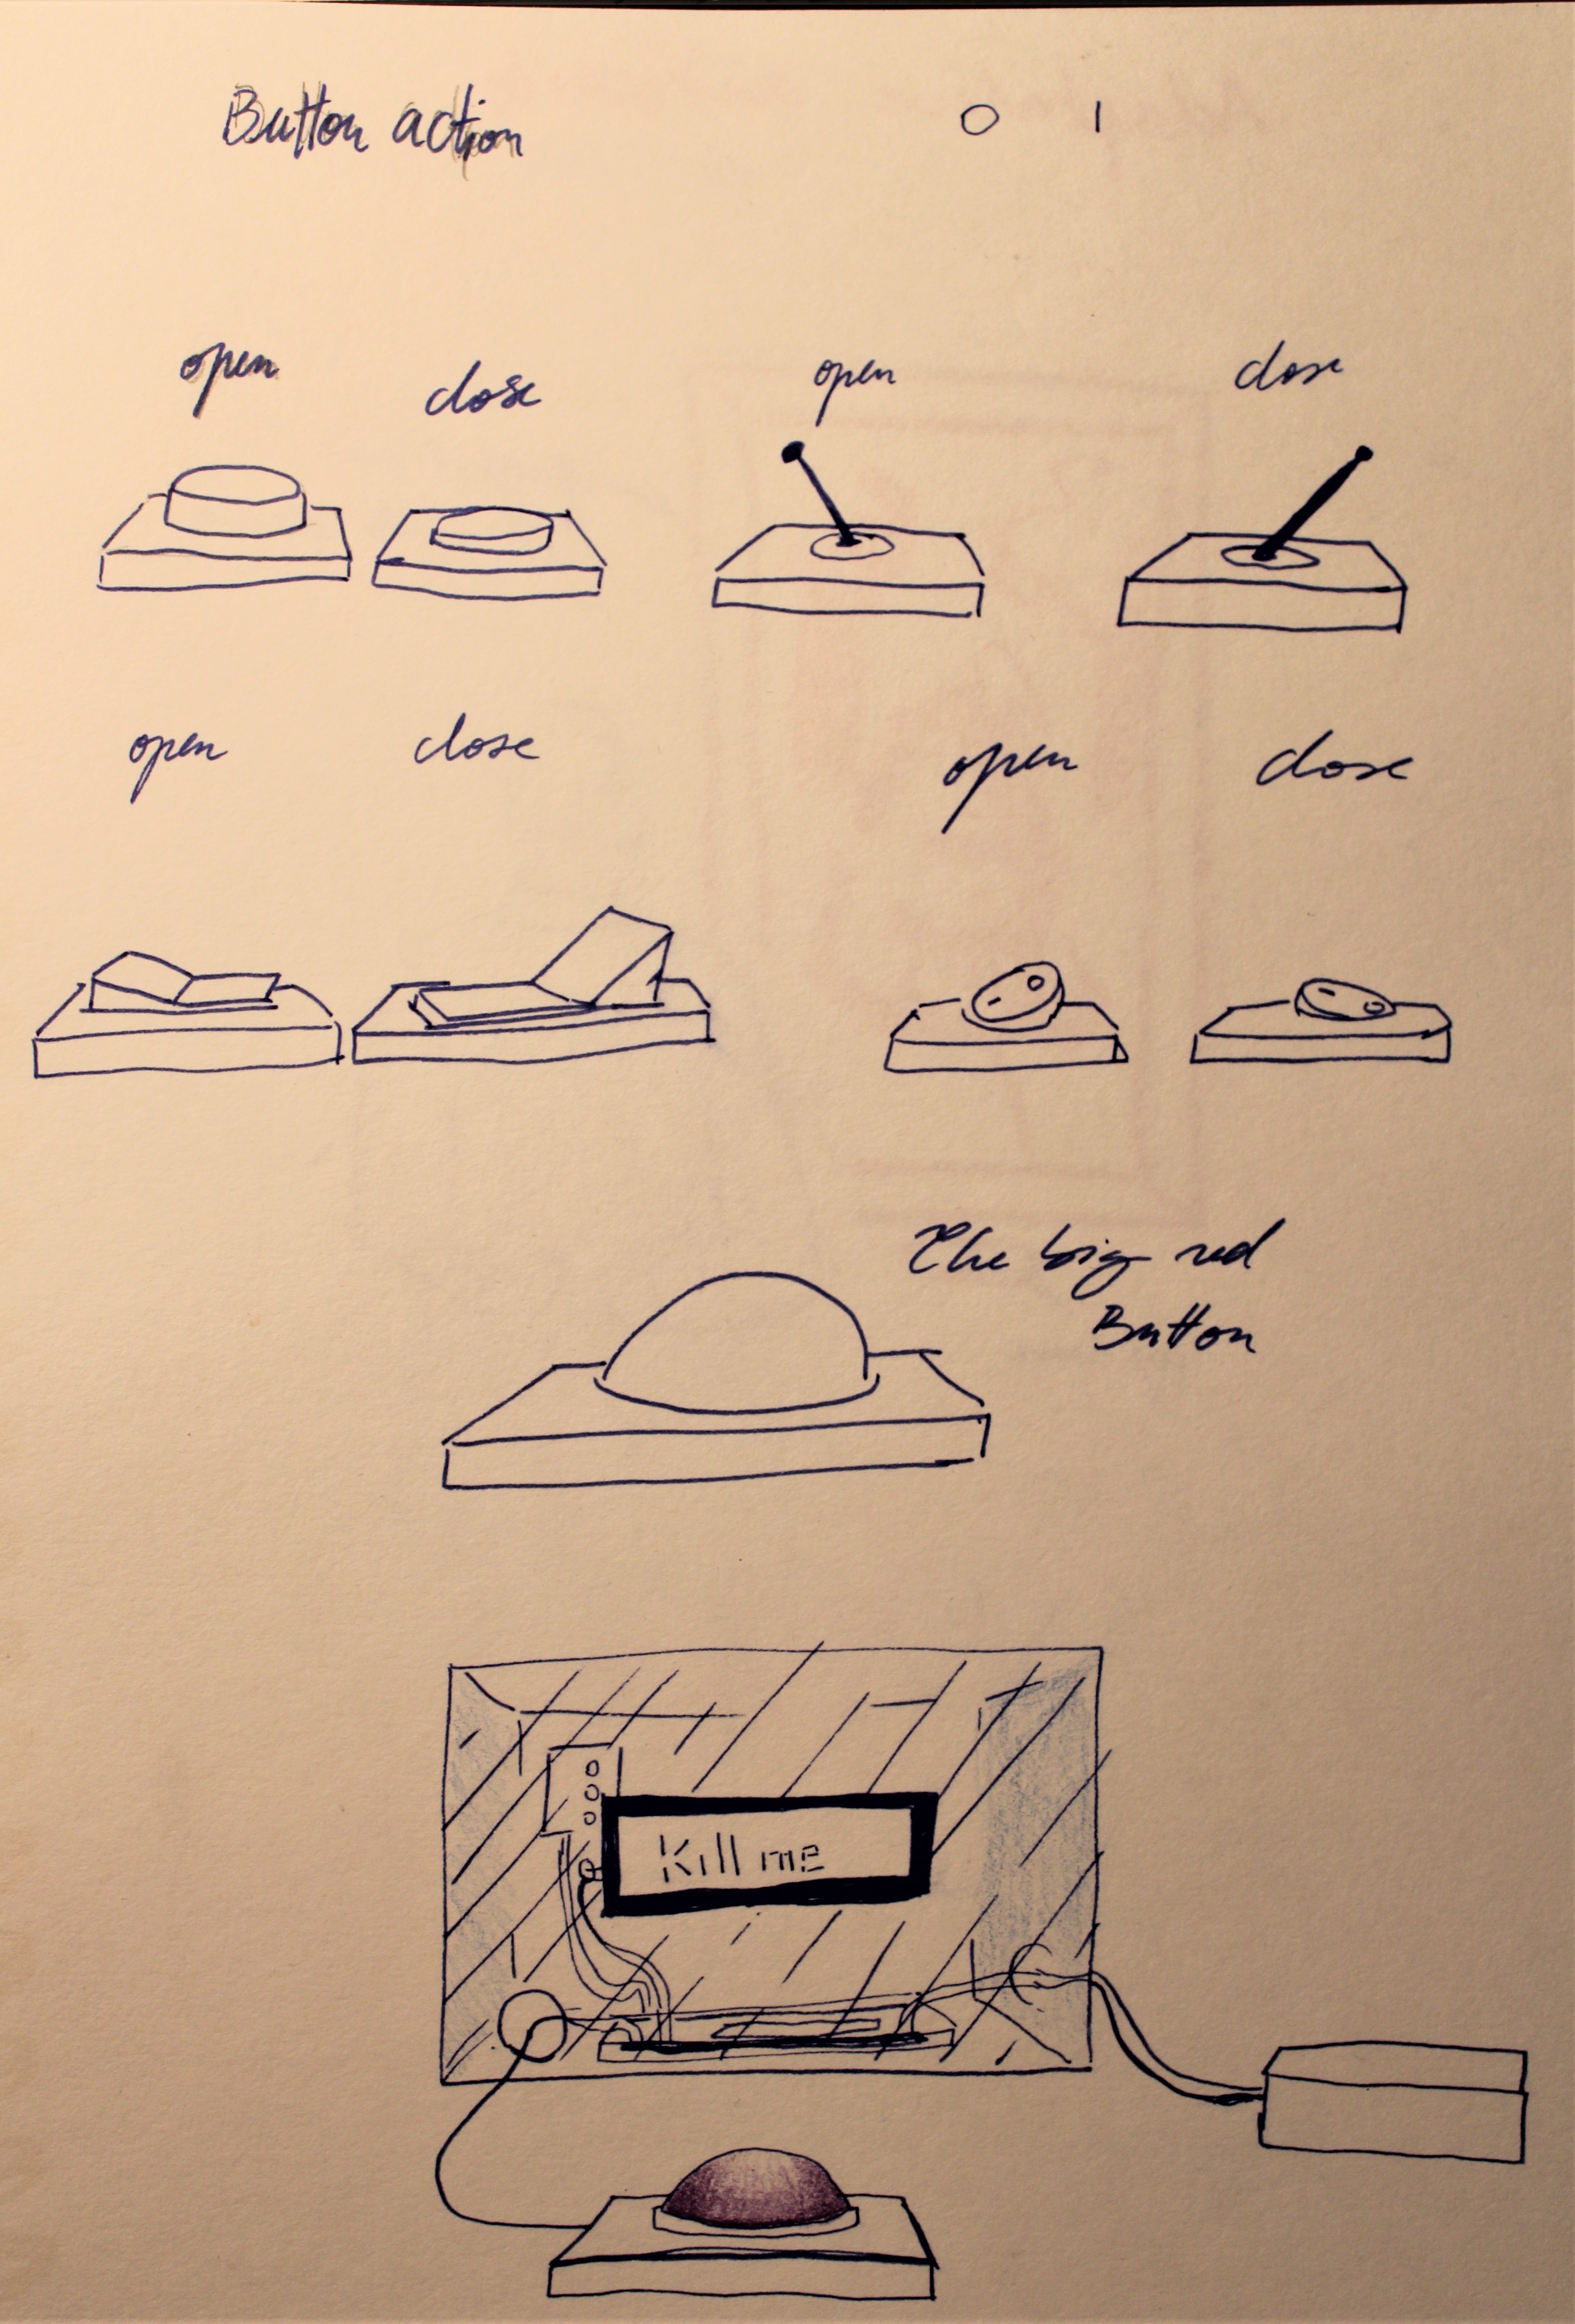 Button action
0 1
open close open close
open close open close
The big red
Button
Kill me